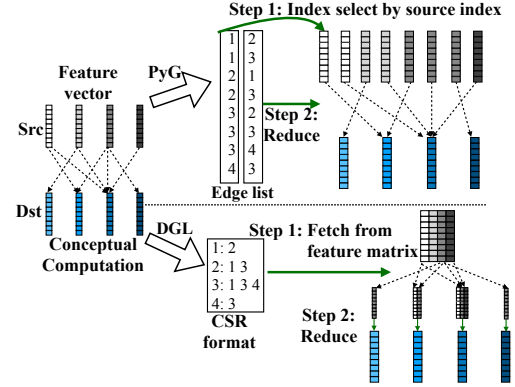 Step 1: Index select by source index
PyG
Feature
vector
Src
1 2
1 3
2 1
2 3
3 2
3 3
3 4
4 3
Edge list
Step 2:
Reduce
Dst
Conceptual
Computation
DGL
1: 2
2: 1 3
3: 1 3 4
4: 3
CSR
format
Step 1: Fetch from
feature matrix
Step 2:
Reduce